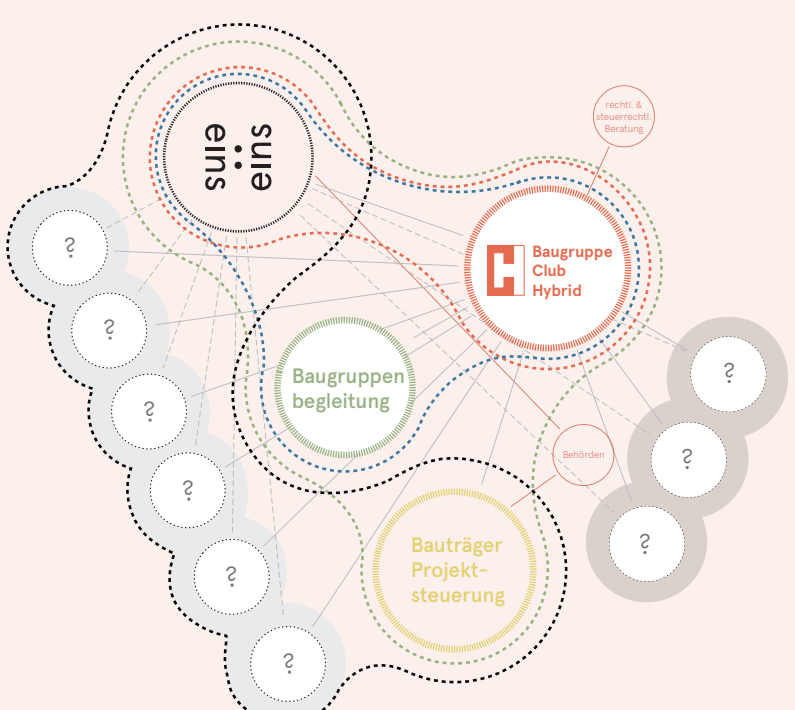 eins:eins
rechtl. &
steuerrechtl.
Beratung
Baugruppe
Club
Hybrid
?
?
?
?
?
?
Baugruppen
begleitung
Behörden
Bauträger
Projekt-
steuerung
?
?
?